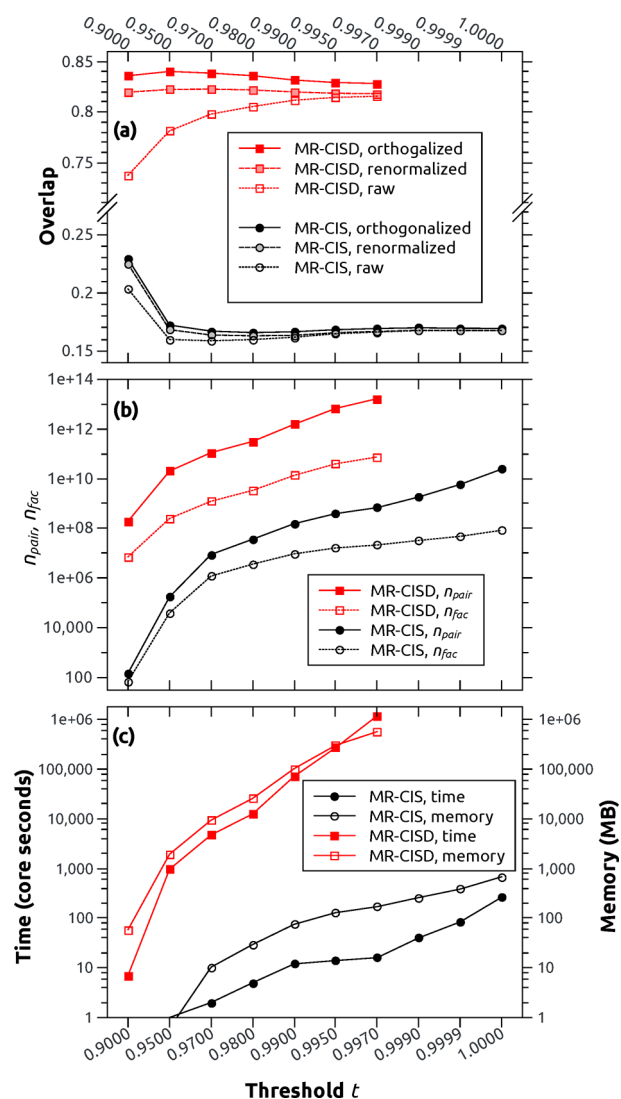 0.9000 0.9500 0.9700 0.9800 0.9900 0.9950 0.9970 0.9990 0.9999 1.0000
0.85
0.8
(a)
0.75
Overlap
0.25
0.2
0.15
MR-CISD, orthogalized
MR-CISD, renormalized
MR-CISD, raw
MR-CIS, orthogonalized
MR-CIS, renormalized
MR-CIS, raw
1e+14
(b)
1e+12
1e+10
1e+08
1e+06
10,000
100
n_pair, n_fac
MR-CISD, n_pair
MR-CISD, n_fac
MR-CIS, n_pair
MR-CIS, n_fac
(c)
1e+06 1e+06
100,000 100,000
10,000 10,000
1,000 1,000
100 100
10 10
1 1
Time (core seconds)
Memory (MB)
MR-CIS, time
MR-CIS, memory
MR-CISD, time
MR-CISD, memory
0.9000 0.9500 0.9700 0.9800 0.9900 0.9950 0.9970 0.9990 0.9999 1.0000
Threshold t